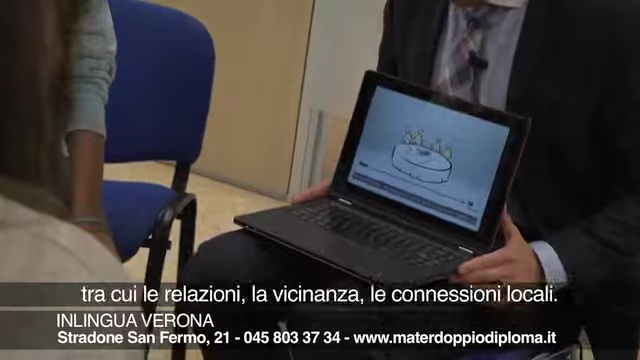 tra cui le relazioni, la vicinanza, le connessioni locali.
INLINGUA VERONA
Stradone San Fermo, 21 - 045 803 37 34 - www.materdoppiodiploma.it